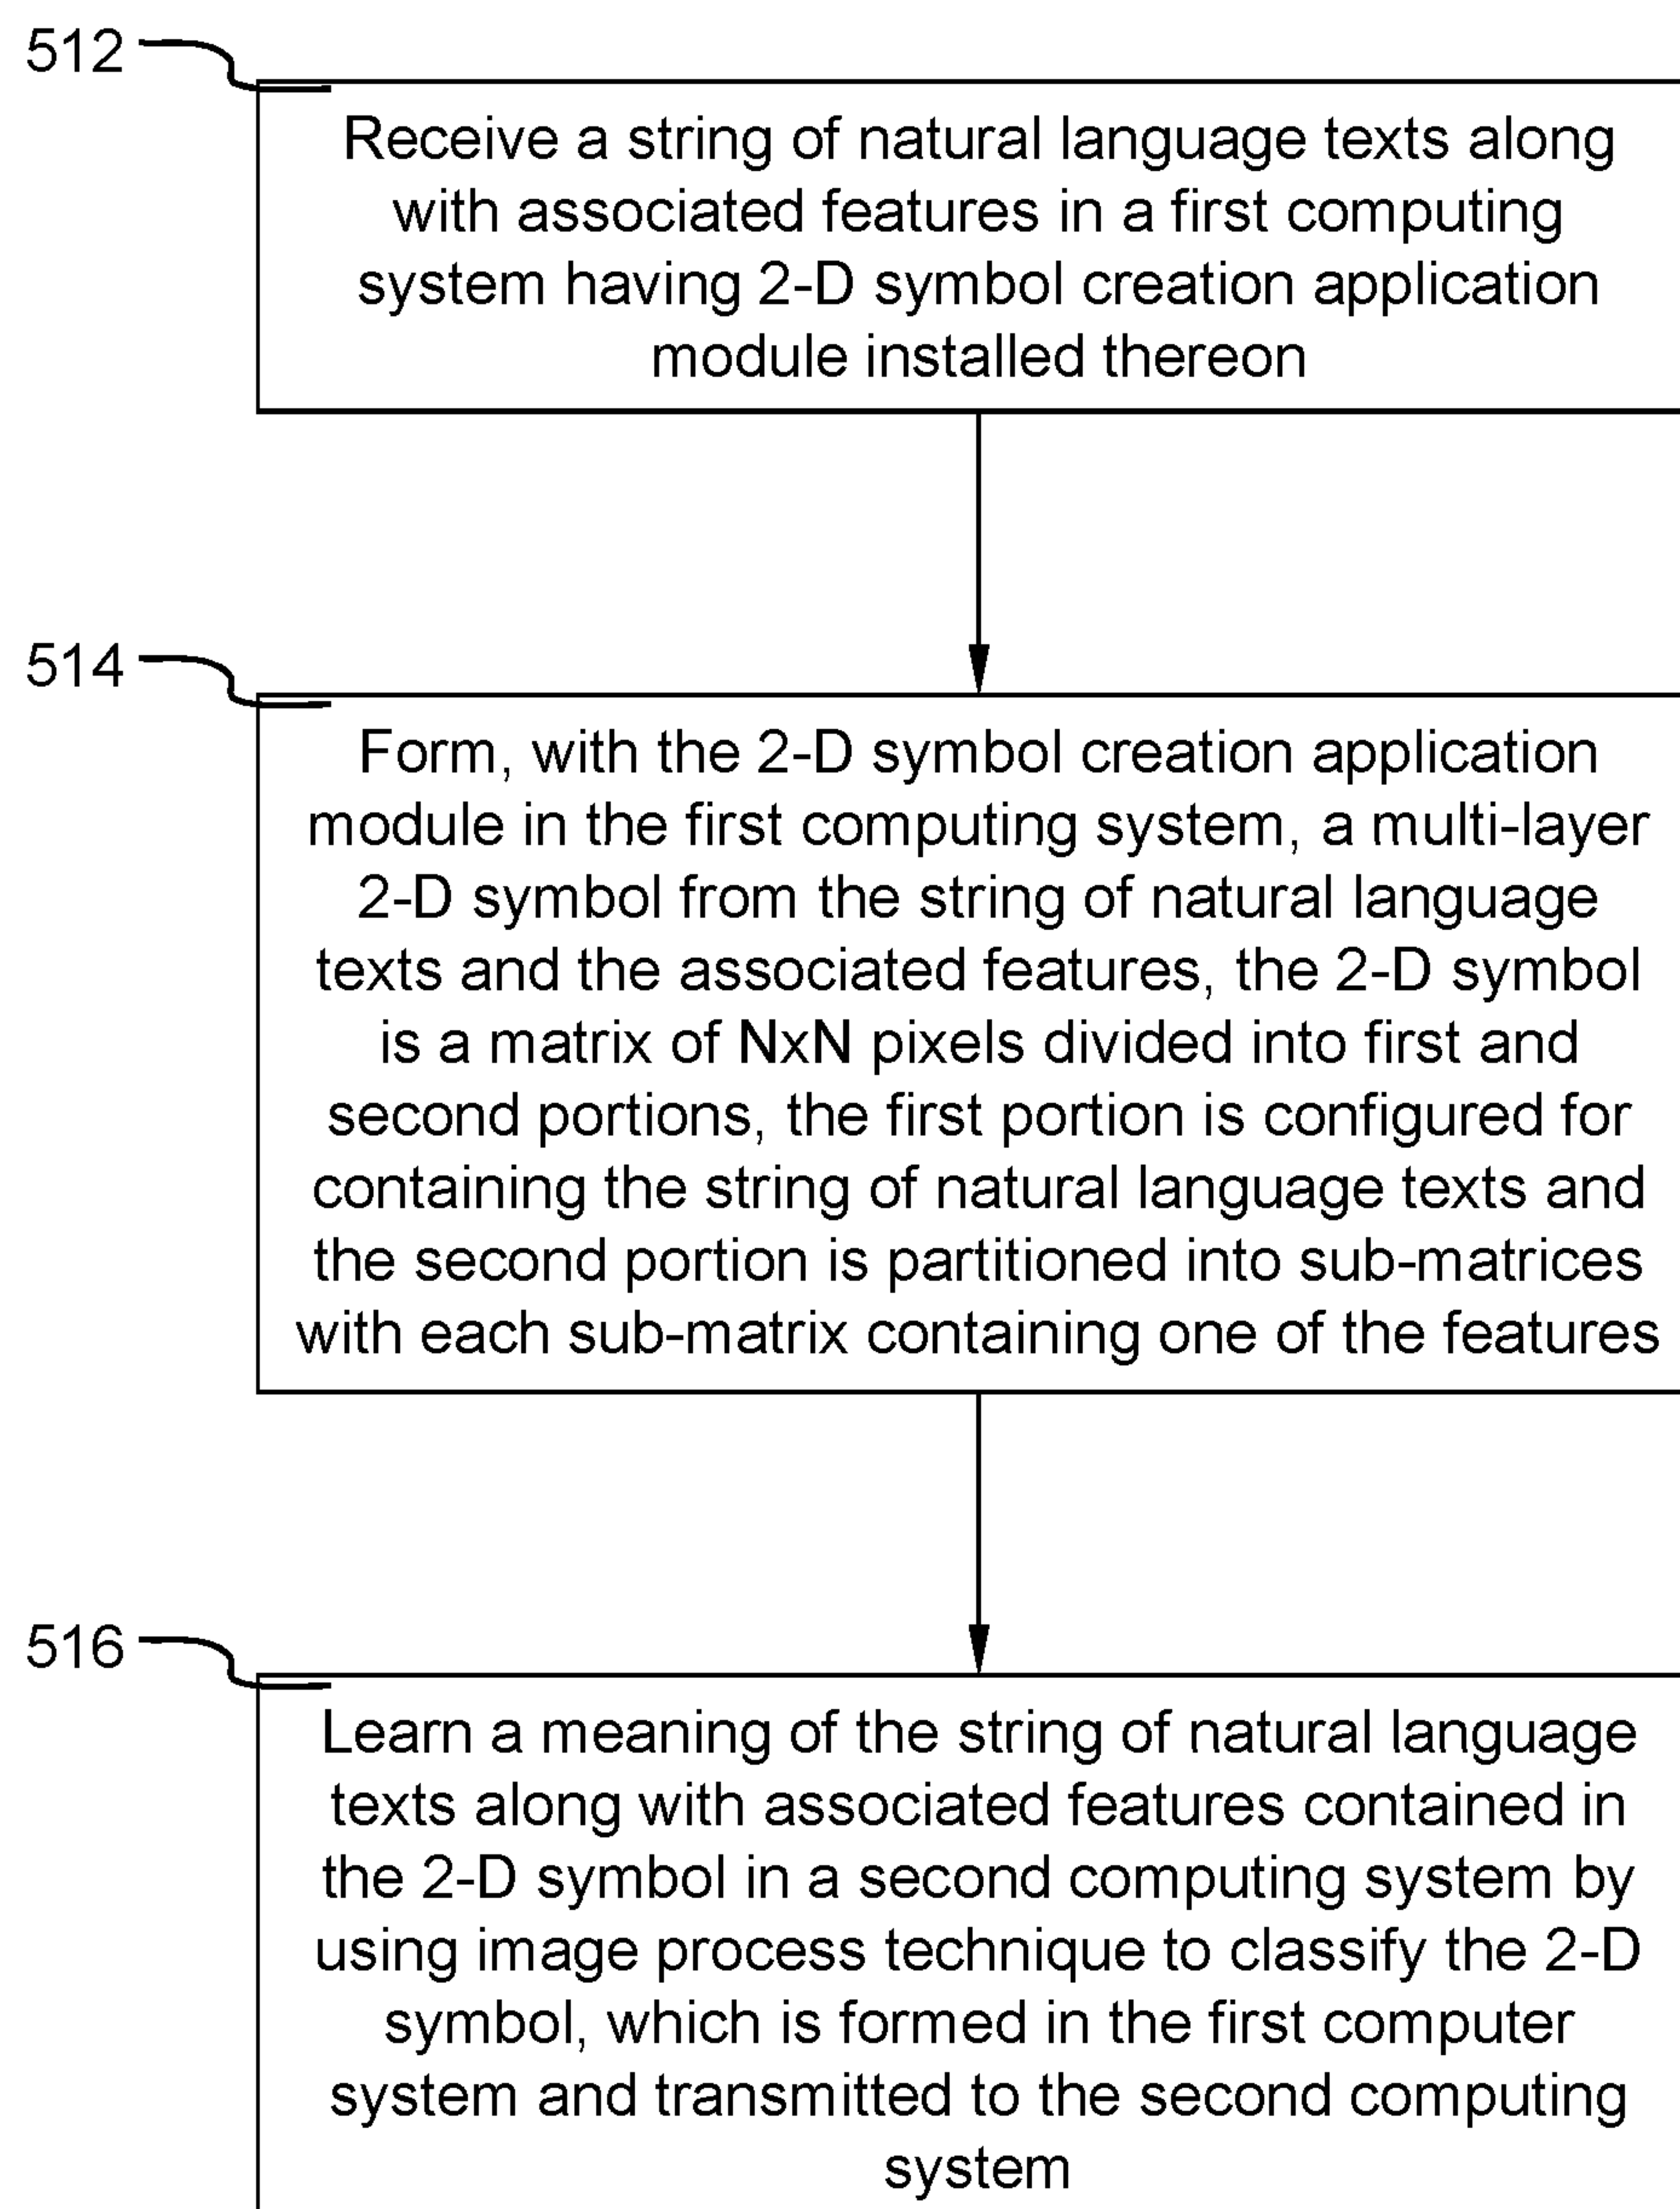 512
Receive a string of natural language texts along
with associated features in a first computing
system having 2-D symbol creation application
module installed thereon
514
Form, with the 2-D symbol creation application
module in the first computing system, a multi-layer
2-D symbol from the string of natural language
texts and the associated features, the 2-D symbol
is a matrix of NxN pixels divided into first and
second portions, the first portion is configured for
containing the string of natural language texts and
the second portion is partitioned into sub-matrices
with each sub-matrix containing one of the features
516
Learn a meaning of the string of natural language
texts along with associated features contained in
the 2-D symbol in a second computing system by
using image process technique to classify the 2-D
symbol, which is formed in the first computer
system and transmitted to the second computing
system